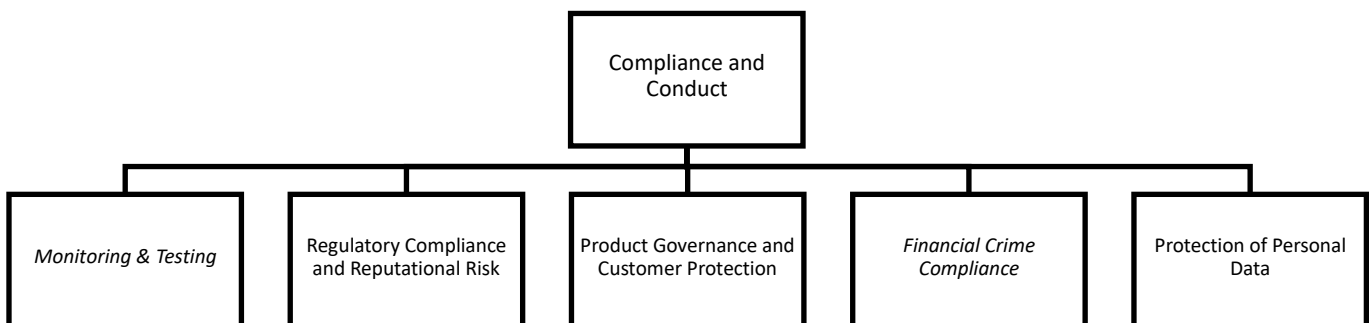 Compliance and
Conduct
Monitoring & Testing
Regulatory Compliance
and Reputational Risk
Product Governance and
Customer Protection
Financial Crime
Compliance
Protection of Personal
Data